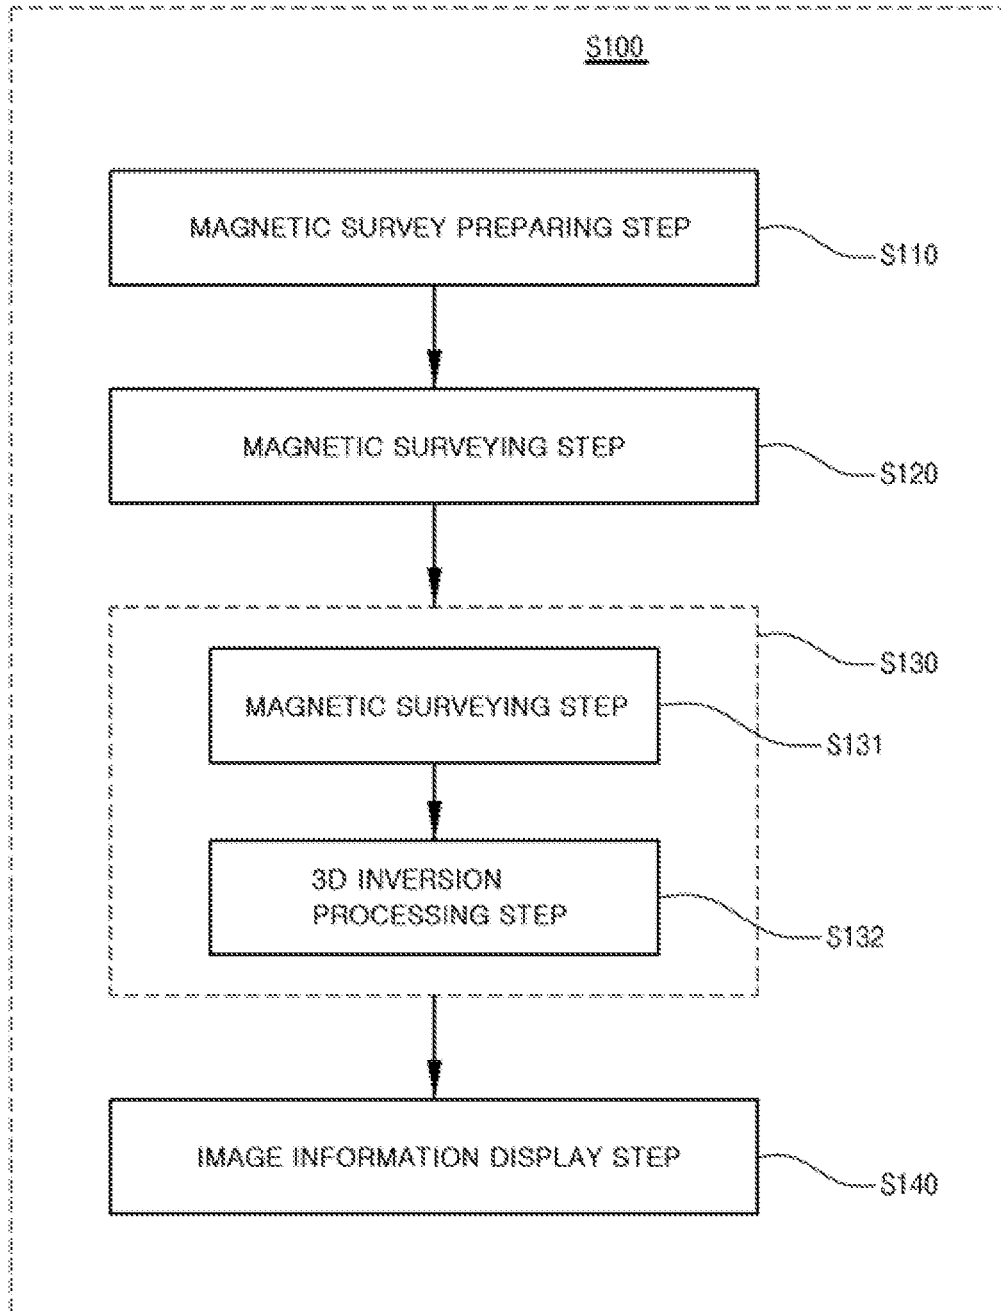 S100
MAGNETIC SURVEY PREPARING STEP
S110
MAGNETIC SURVEYING STEP
S120
S130
MAGNETIC SURVEYING STEP
S131
3D INVERSION
PROCESSING STEP
S132
IMAGE INFORMATION DISPLAY STEP
S140